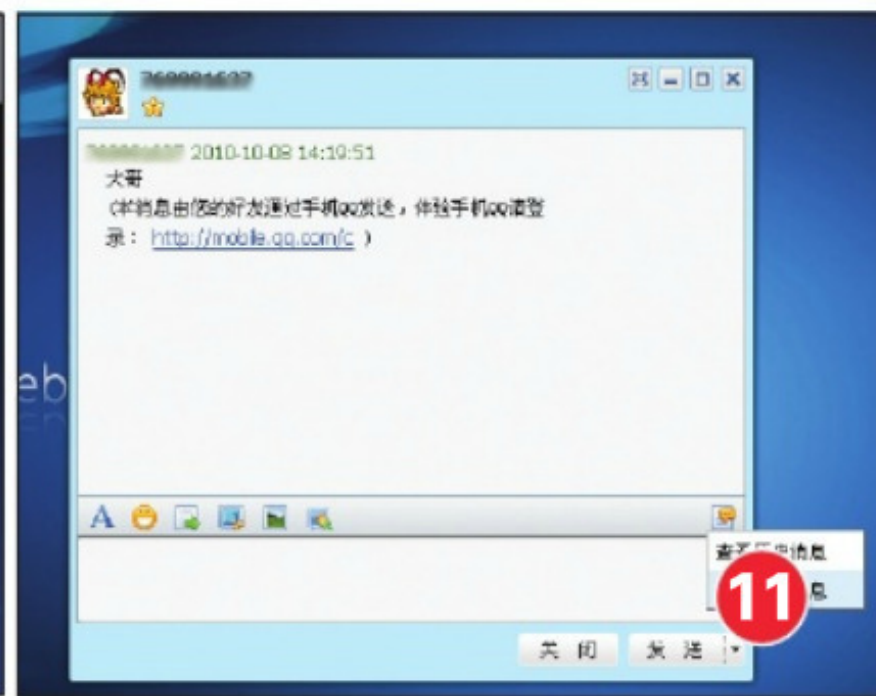 2010-10-08 14:19:51
大哥
(本消息由您的好友通过手机QQ发送，体验手机QQ请登
录： http://mobile.qq.com/c )
eb
A
查看历史消息
息
11
关 闭 发 送